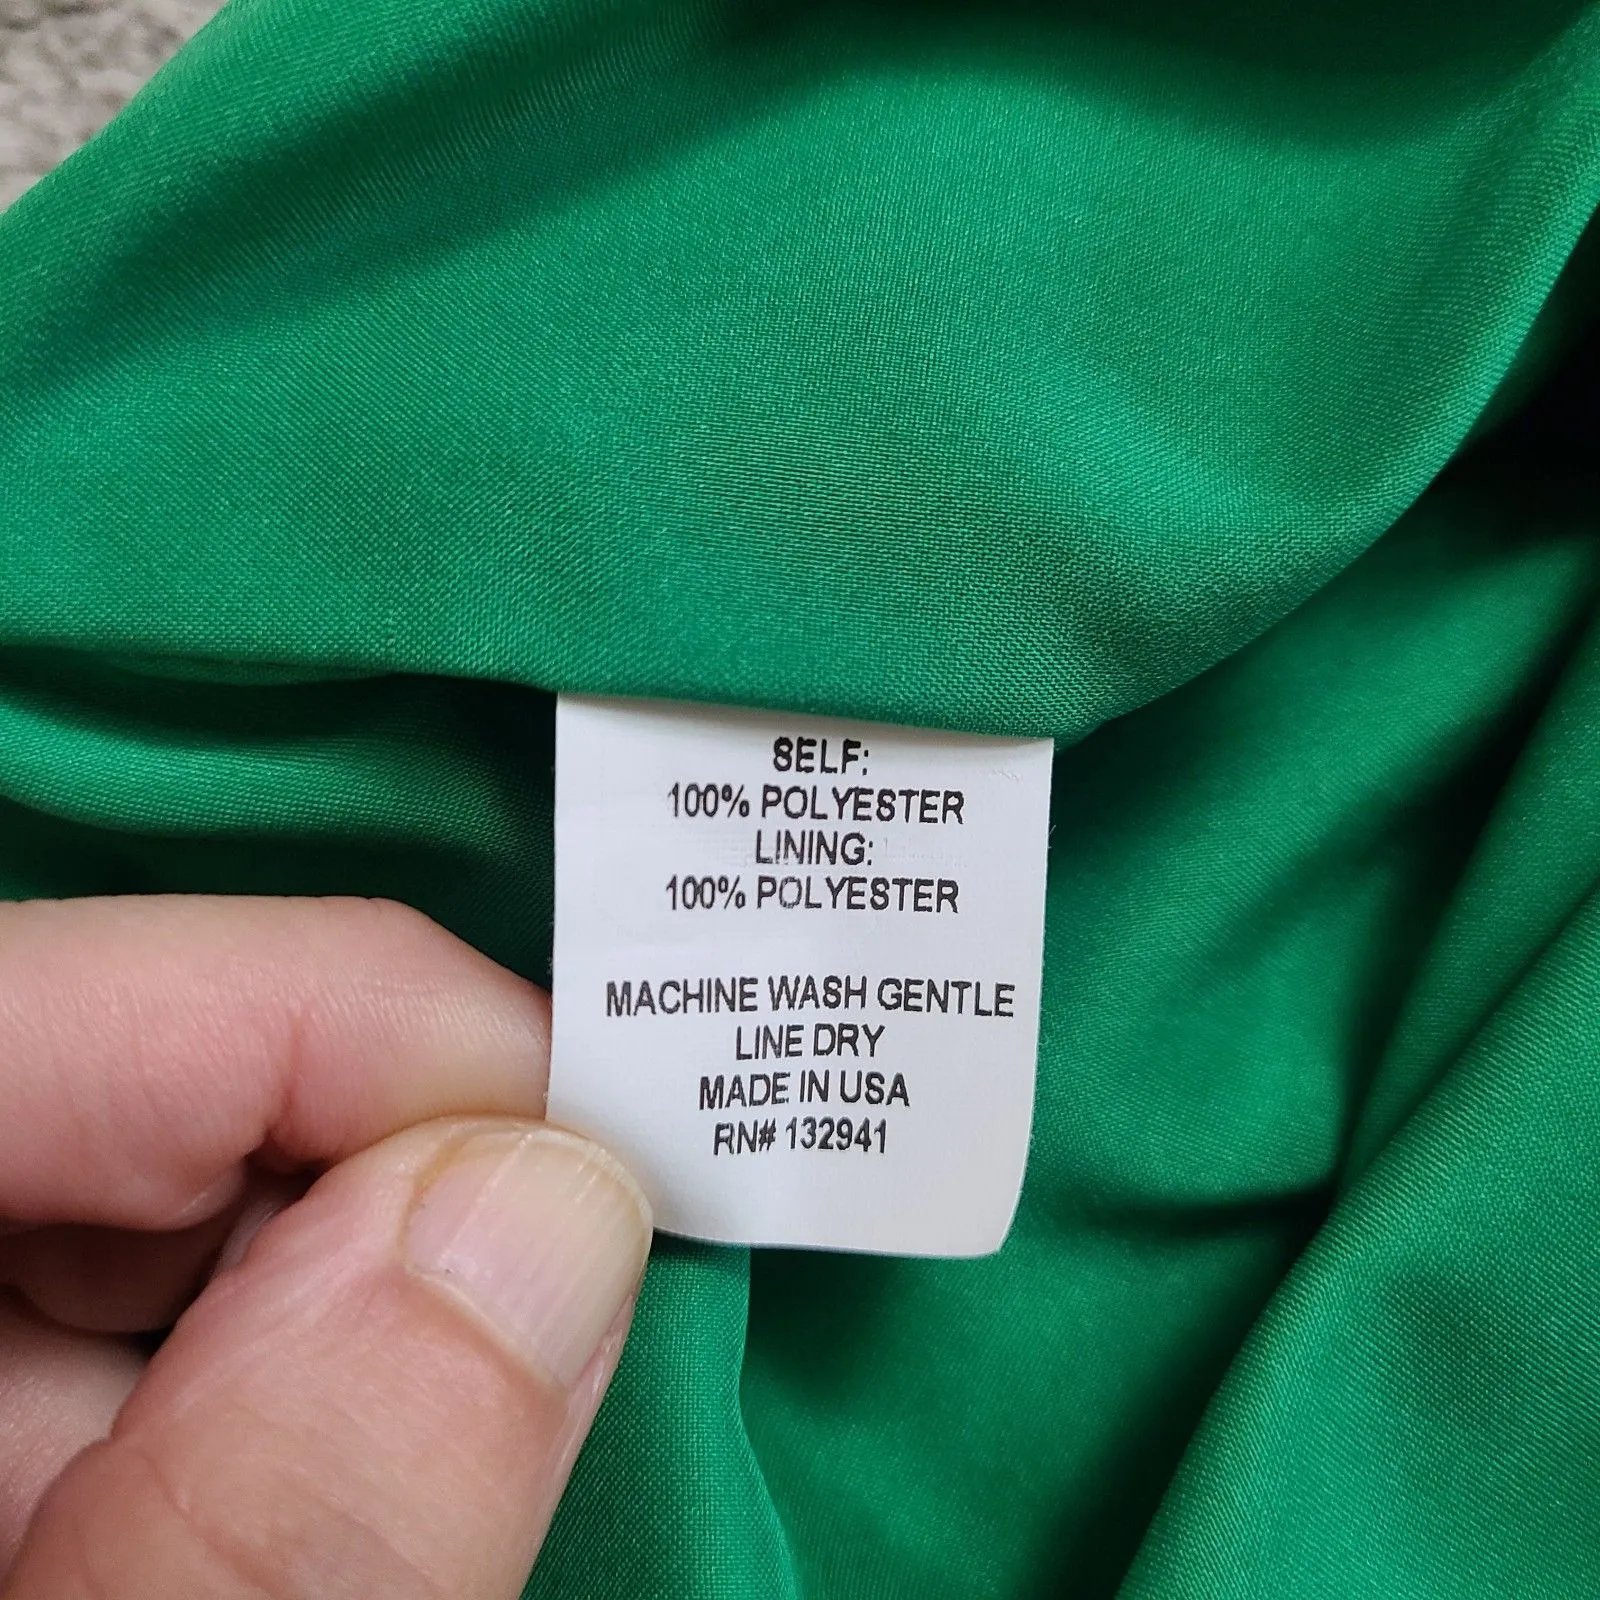 SELF:
100% POLYESTER
LINING:
100% POLYESTER
MACHINE WASH GENTLE
LINE DRY
MADE IN USA
RN# 132941